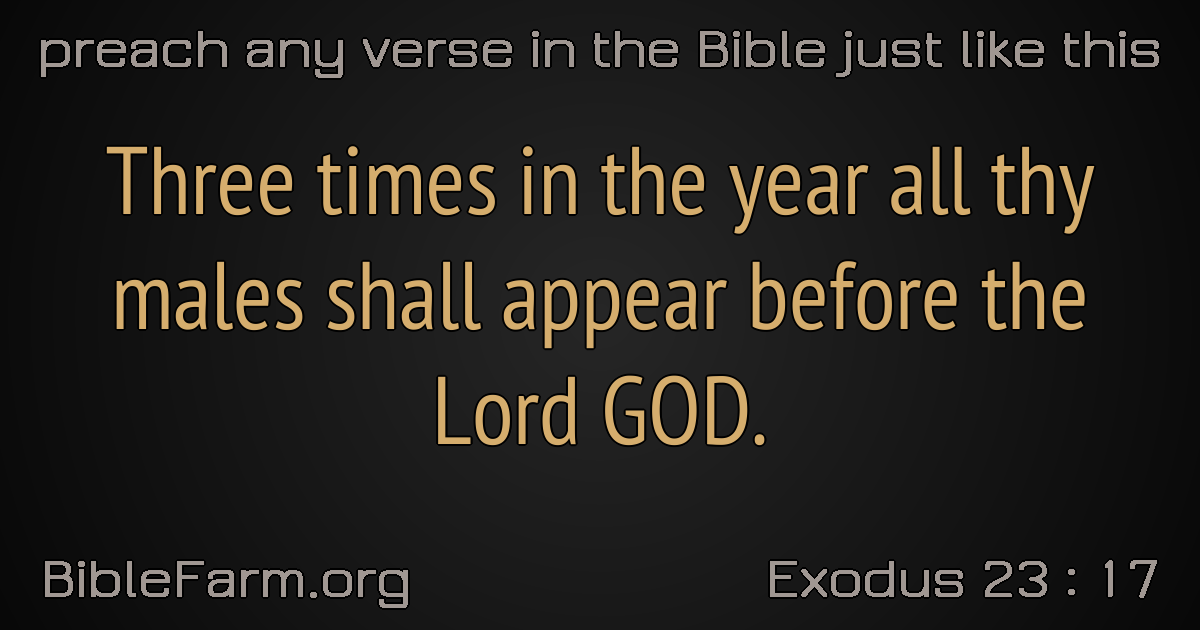 preach any verse in the Bible just like this
Three times in the year all thy
males shall appear before the
Lord GOD.
BibleFarm.org
Exodus 23 : 17